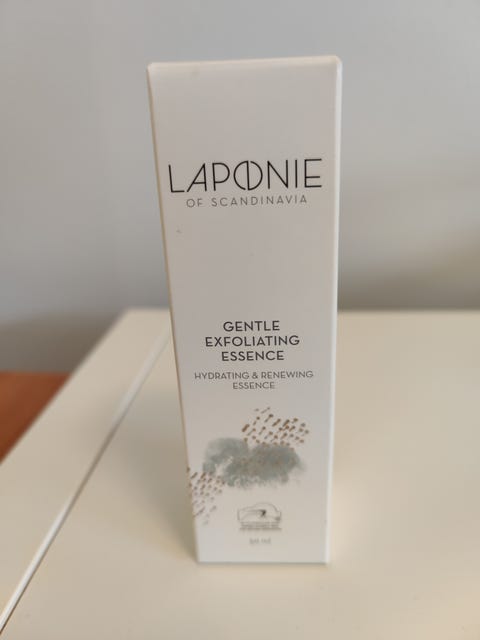 LAPONIE
OF SCANDINAVIA
GENTLE
EXFOLIATING
ESSENCE
HYDRATING & RENEWING
ESSENCE